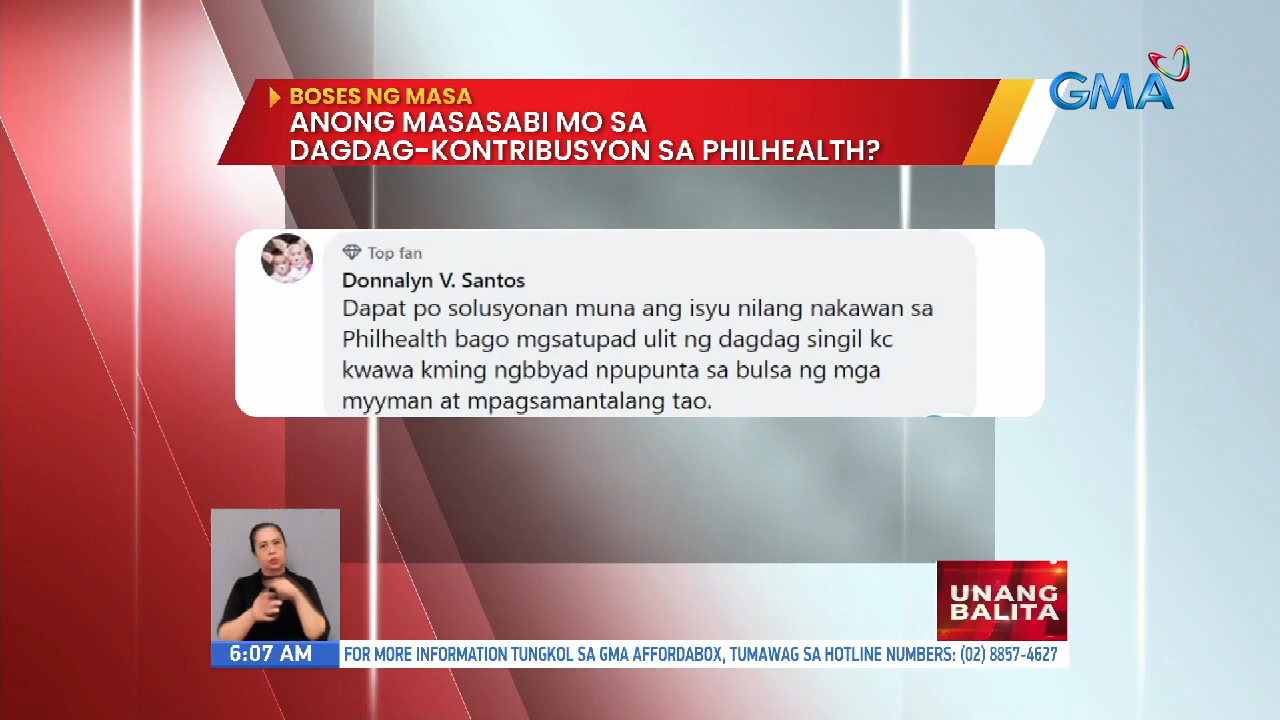 GMA
BOSES NG MASA
ANONG MASASABI MO SA
DAGDAG-KONTRIBUSYON SA PHILHEALTH?
Top fan
Donnalyn V. Santos
Dapat po solusyonan muna ang isyu nilang nakawan sa
Philhealth bago mgsatupad ulit ng dagdag singil kc
kwawa kming ngbbyad npupunta sa bulsa ng mga
myyman at mpagsamantalang tao.
UNANG
BALITA
6:07 AM
FOR MORE INFORMATION TUNGKOL SA GMA AFFORDABOX, TUMAWAG SA HOTLINE NUMBERS: (02) 8857-4627